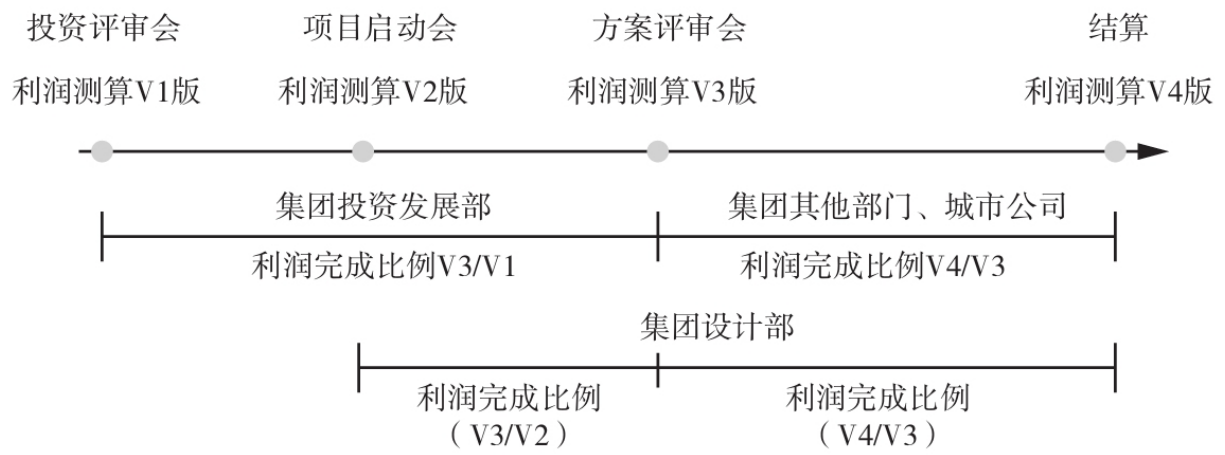 投资评审会 项目启动会 方案评审会 结算
利润测算V1版 利润测算V2版 利润测算V3版 利润测算V4版
集团投资发展部 集团其他部门、城市公司
利润完成比例V3/V1 利润完成比例V4/V3
集团设计部
利润完成比例 利润完成比例
（V3/V2） （V4/V3）